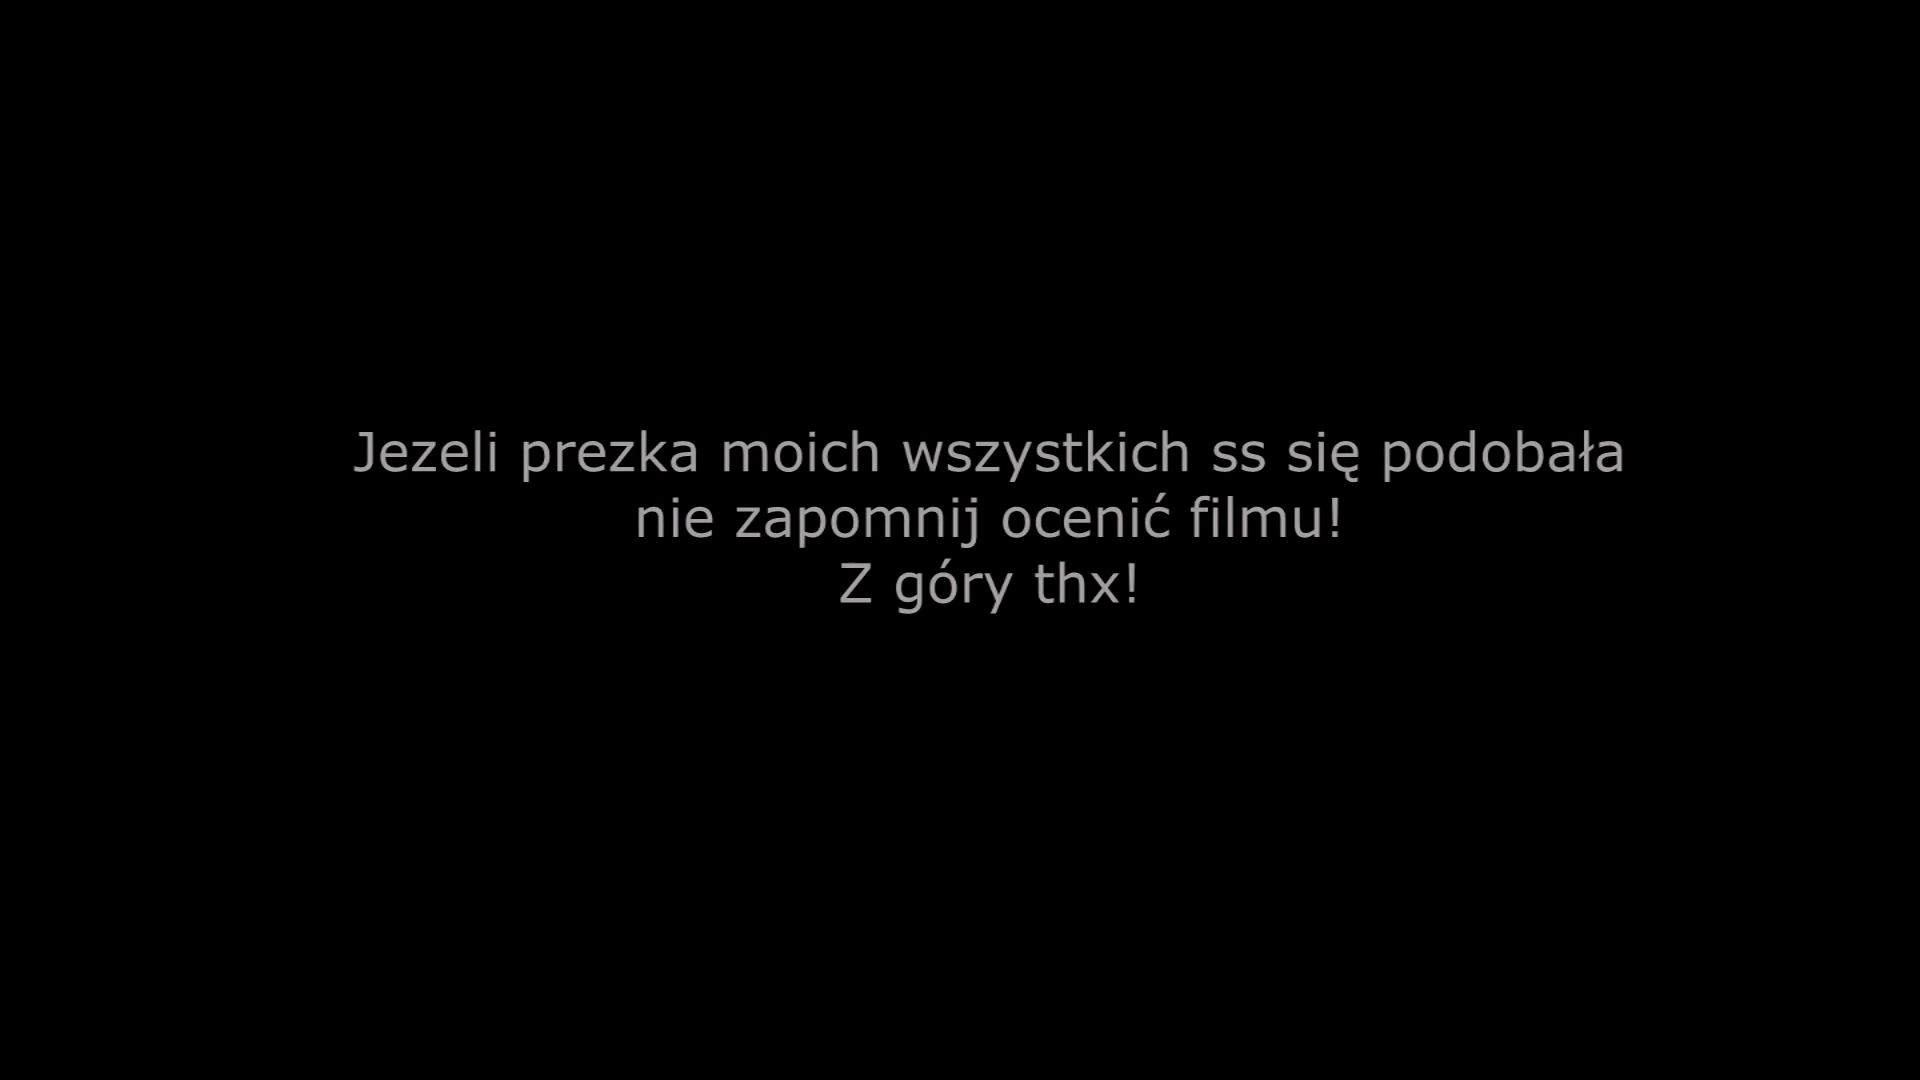 Jezeli prezka moich wszystkich ss się podobała
nie zapomnij ocenić filmu!
Z góry thx!